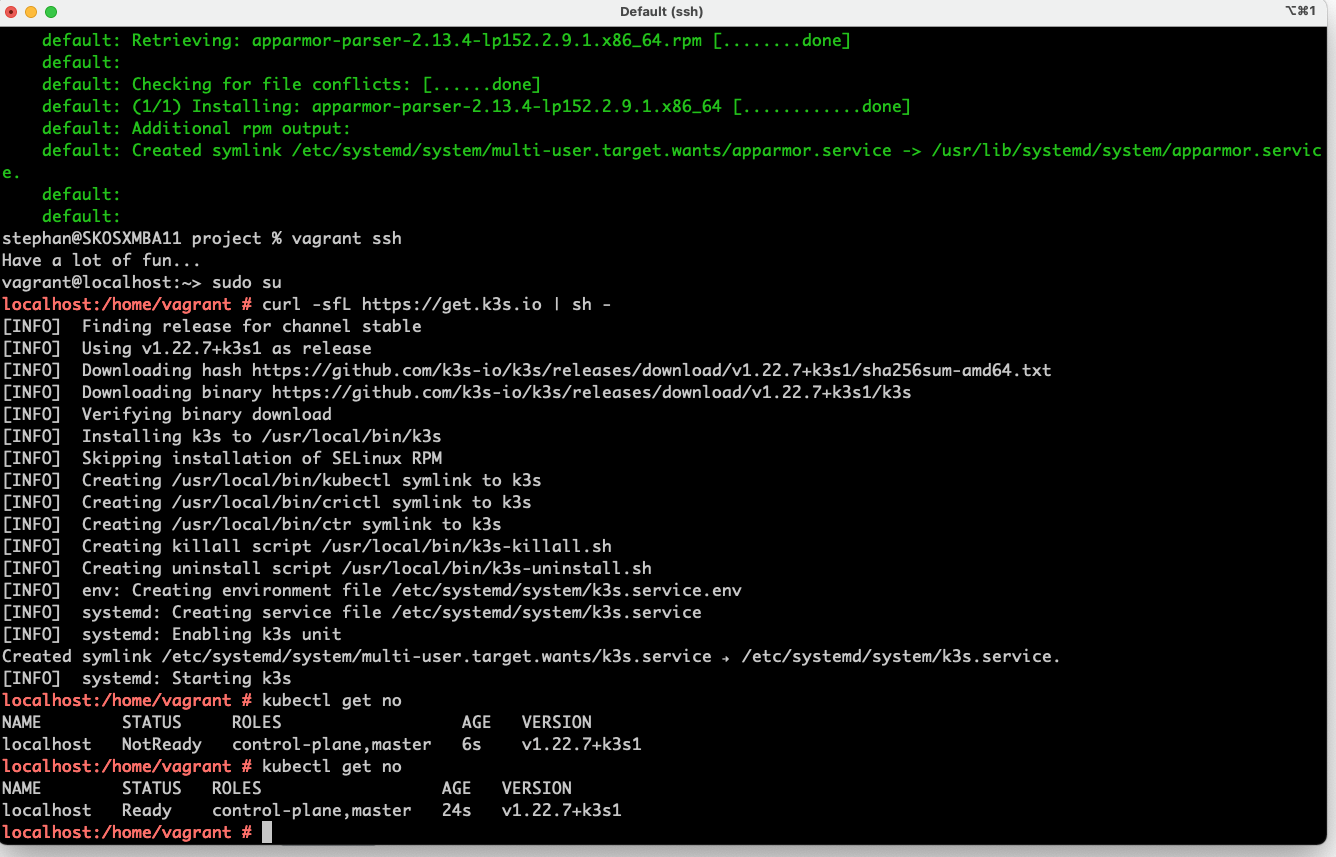 Default (ssh)
⌥⌘1
default: Retrieving: apparmor-parser-2.13.4-lp152.2.9.1.x86_64.rpm [........done]
default:
default: Checking for file conflicts: [......done]
default: (1/1) Installing: apparmor-parser-2.13.4-lp152.2.9.1.x86_64 [............done]
default: Additional rpm output:
default: Created symlink /etc/systemd/system/multi-user.target.wants/apparmor.service -> /usr/lib/systemd/system/apparmor.servic
e.
default:
default:
stephan@SKOSXMBA11 project % vagrant ssh
Have a lot of fun...
vagrant@localhost:~> sudo su
localhost:/home/vagrant # curl -sfL https://get.k3s.io | sh -
[INFO]  Finding release for channel stable
[INFO]  Using v1.22.7+k3s1 as release
[INFO]  Downloading hash https://github.com/k3s-io/k3s/releases/download/v1.22.7+k3s1/sha256sum-amd64.txt
[INFO]  Downloading binary https://github.com/k3s-io/k3s/releases/download/v1.22.7+k3s1/k3s
[INFO]  Verifying binary download
[INFO]  Installing k3s to /usr/local/bin/k3s
[INFO]  Skipping installation of SELinux RPM
[INFO]  Creating /usr/local/bin/kubectl symlink to k3s
[INFO]  Creating /usr/local/bin/crictl symlink to k3s
[INFO]  Creating /usr/local/bin/ctr symlink to k3s
[INFO]  Creating killall script /usr/local/bin/k3s-killall.sh
[INFO]  Creating uninstall script /usr/local/bin/k3s-uninstall.sh
[INFO]  env: Creating environment file /etc/systemd/system/k3s.service.env
[INFO]  systemd: Creating service file /etc/systemd/system/k3s.service
[INFO]  systemd: Enabling k3s unit
Created symlink /etc/systemd/system/multi-user.target.wants/k3s.service → /etc/systemd/system/k3s.service.
[INFO]  systemd: Starting k3s
localhost:/home/vagrant # kubectl get no
NAME        STATUS     ROLES                  AGE   VERSION
localhost   NotReady   control-plane,master   6s    v1.22.7+k3s1
localhost:/home/vagrant # kubectl get no
NAME        STATUS   ROLES                  AGE   VERSION
localhost   Ready    control-plane,master   24s   v1.22.7+k3s1
localhost:/home/vagrant #